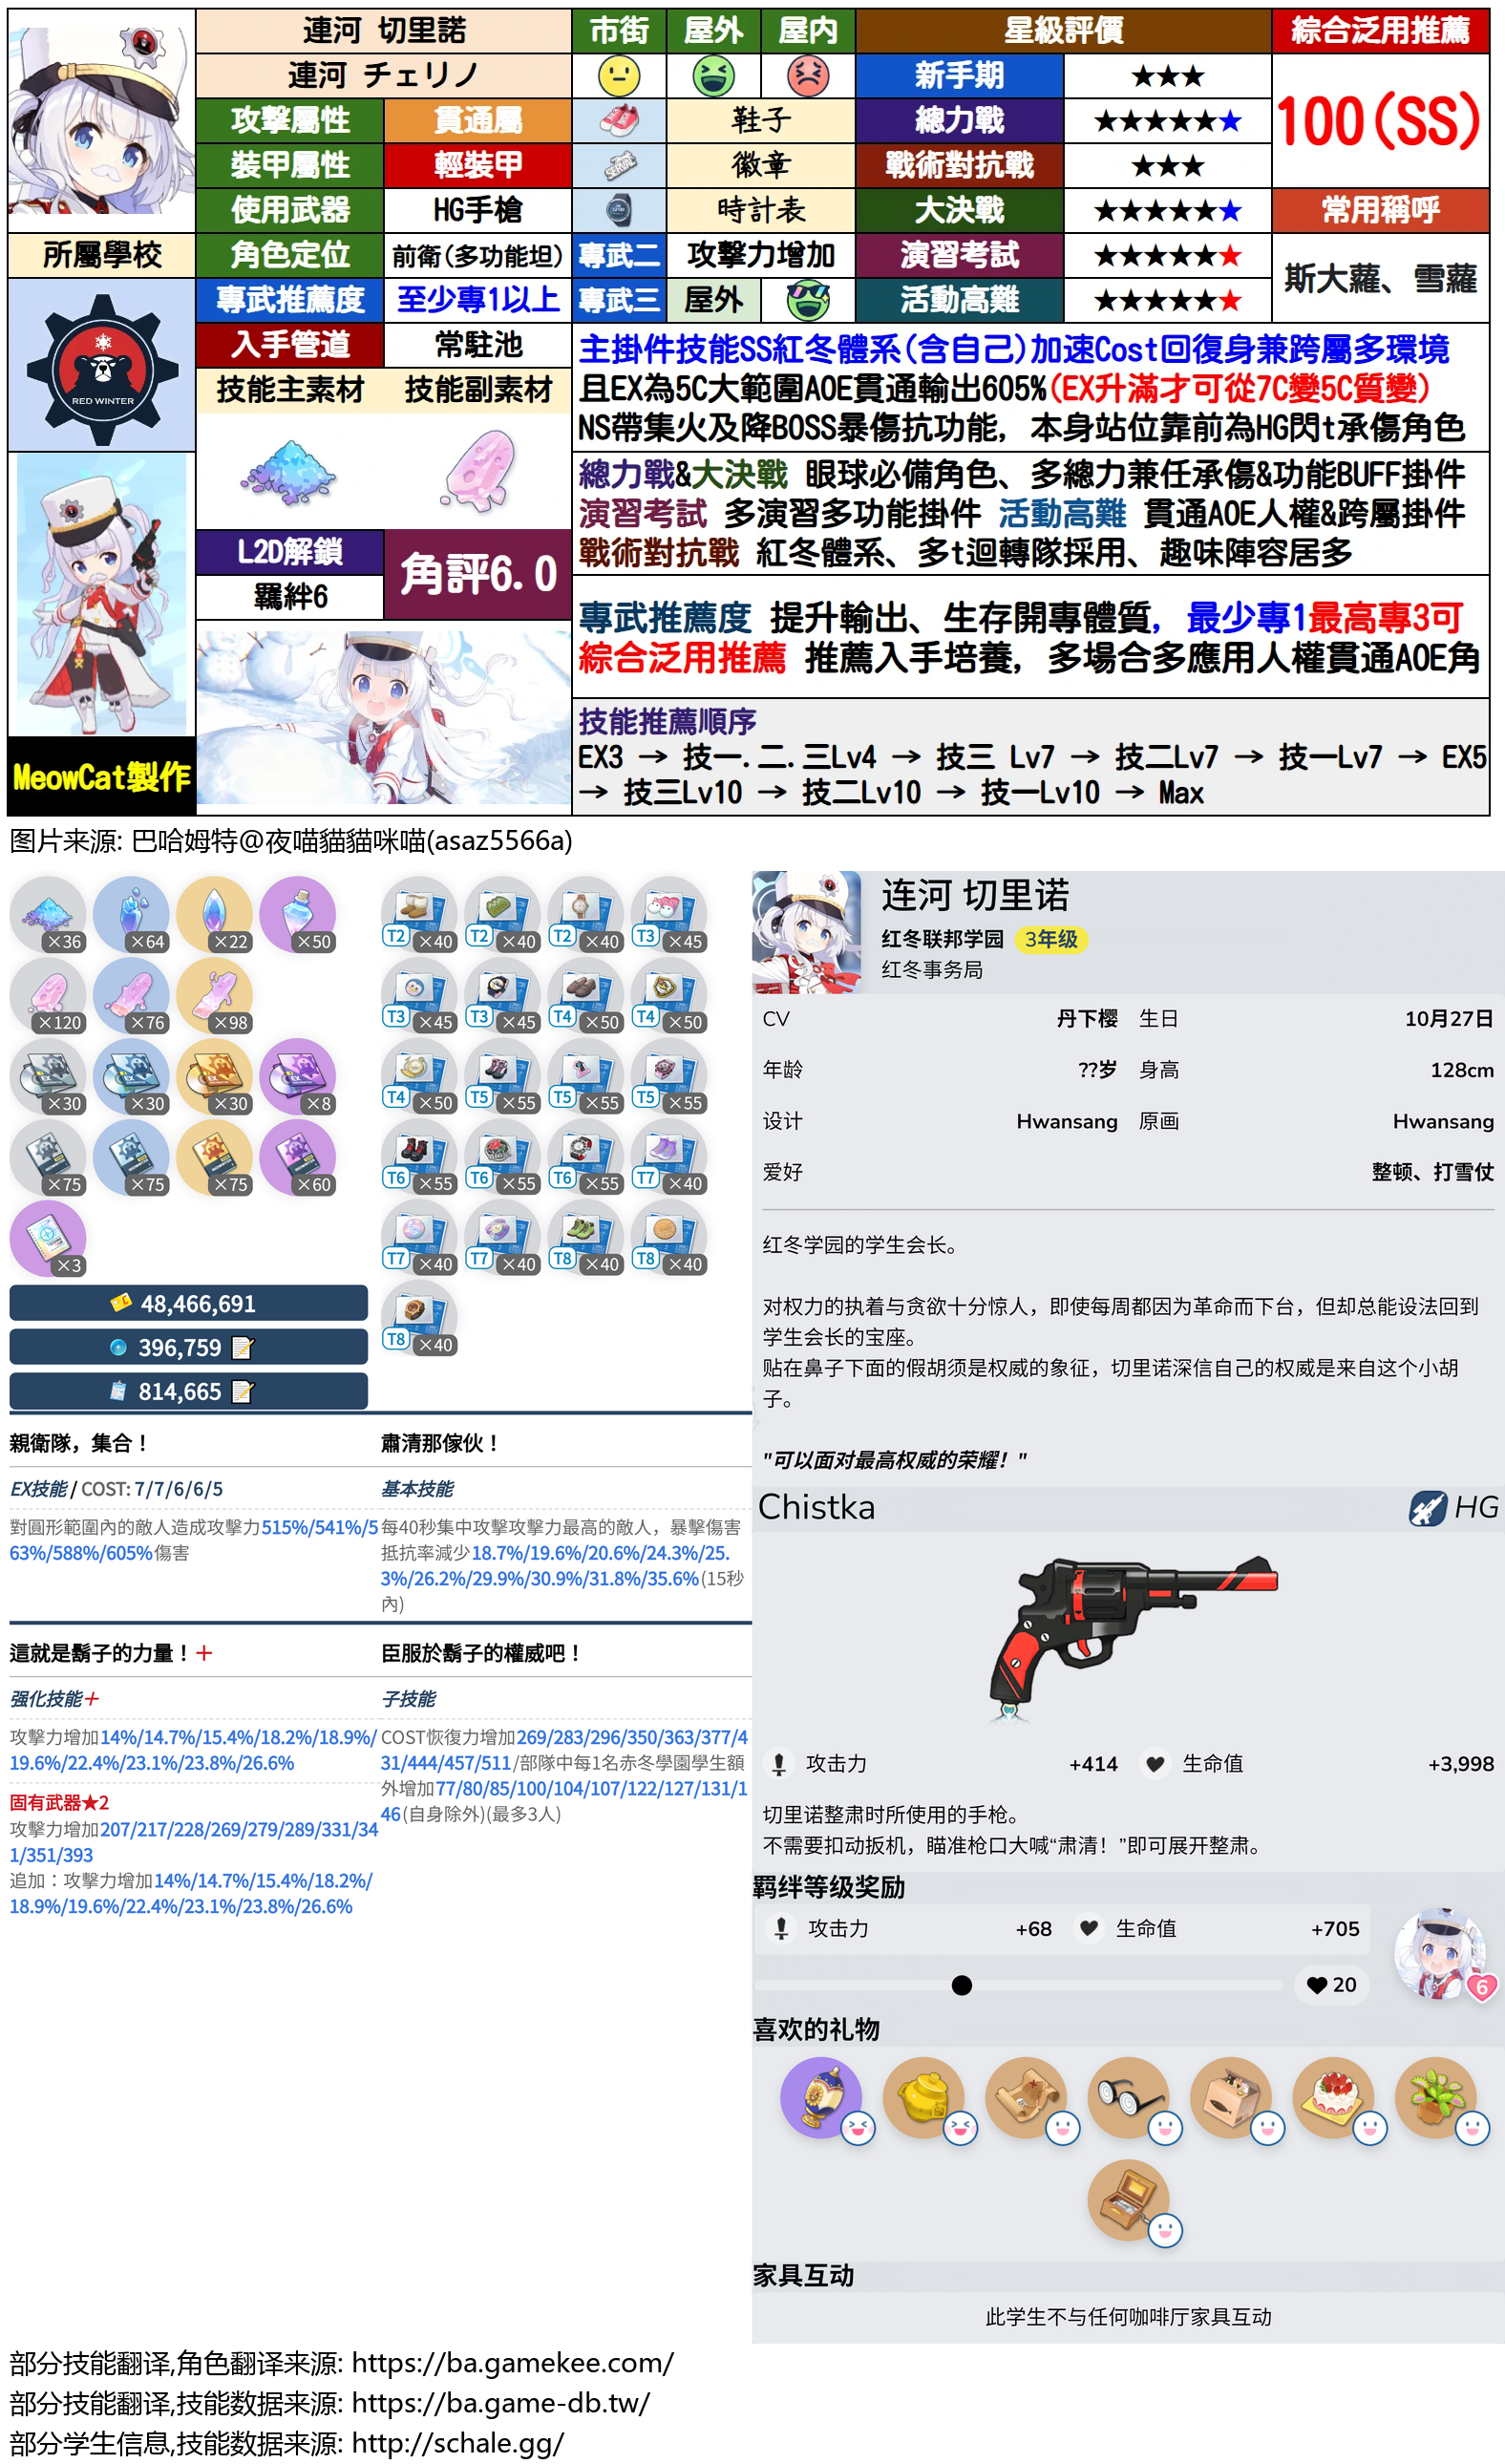 連河 切里諾
市街
屋外
屋内
星級評價
綜合泛用推薦
連河 チェリノ
新手期
★★★
100(SS)
攻擊屬性
貫通屬
鞋子
總力戰
★★★★★★
裝甲屬性
輕裝甲
徽章
戰術對抗戰
★★★
使用武器
HG手槍
時計表
大決戰
★★★★★★
常用稱呼
所屬學校
角色定位
前衛(多功能坦)
專武二
攻擊力增加
演習考試
★★★★★★
斯大蘿、雪蘿
專武推薦度
至少專1以上
專武三
屋外
活動高難
★★★★★★
RED WINTER
入手管道
常駐池
技能主素材
技能副素材
主掛件技能SS紅冬體系(含自己)加速Cost回復身兼跨屬多環境
且EX為5C大範圍AOE貫通輸出605%(EX升滿才可從7C變5C質變)
NS帶集火及降BOSS暴傷抗功能, 本身站位靠前為HG閃t承傷角色
總力戰&大決戰 眼球必備角色、多總力兼任承傷&功能BUFF掛件
演習考試 多演習多功能掛件 活動高難 貫通AOE人權&跨屬掛件
戰術對抗戰 紅冬體系、多t迴轉隊採用、趣味陣容居多
L2D解鎖
羈絆6
角評6.0
專武推薦度 提升輸出、生存開專體質, 最少專1最高專3可
綜合泛用推薦 推薦入手培養, 多場合多應用人權貫通AOE角
技能推薦順序
EX3 → 技一.二.三Lv4 → 技三 Lv7 → 技二Lv7 → 技一Lv7 → EX5
→ 技三Lv10 → 技二Lv10 → 技一Lv10 → Max
MeowCat製作
图片来源: 巴哈姆特@夜喵貓貓咪喵(asaz5566a)
×36 ×64 ×22 ×50
×120 ×76 ×98
×30 ×30 ×30 ×8
×75 ×75 ×75 ×60
×3
48,466,691
396,759
814,665
T2 ×40 T2 ×40 T2 ×40 T3 ×45
T3 ×45 T3 ×45 T4 ×50 T4 ×50
T4 ×50 T5 ×55 T5 ×55 T5 ×55
T6 ×55 T6 ×55 T6 ×55 T7 ×40
T7 ×40 T7 ×40 T8 ×40 T8 ×40
T8 ×40
親衛隊，集合！
EX技能 / COST: 7/7/6/6/5
對圓形範圍內的敵人造成攻擊力515%/541%/5
63%/588%/605%傷害
肅清那傢伙！
基本技能
每40秒集中攻擊攻擊力最高的敵人，暴擊傷害
抵抗率減少18.7%/19.6%/20.6%/24.3%/25.
3%/26.2%/29.9%/30.9%/31.8%/35.6%(15秒
內)
這就是鬍子的力量！＋
强化技能＋
攻擊力增加14%/14.7%/15.4%/18.2%/18.9%/
19.6%/22.4%/23.1%/23.8%/26.6%
固有武器★2
攻擊力增加207/217/228/269/279/289/331/34
1/351/393
追加：攻擊力增加14%/14.7%/15.4%/18.2%/
18.9%/19.6%/22.4%/23.1%/23.8%/26.6%
臣服於鬍子的權威吧！
子技能
COST恢復力增加269/283/296/350/363/377/4
31/444/457/511/部隊中每1名赤冬學園學生額
外增加77/80/85/100/104/107/122/127/131/1
46(自身除外)(最多3人)
连河 切里诺
红冬联邦学园 3年级
红冬事务局
CV 丹下樱 生日 10月27日
年龄 ??岁 身高 128cm
设计 Hwansang 原画 Hwansang
爱好 整顿、打雪仗
红冬学园的学生会长。
对权力的执着与贪欲十分惊人，即使每周都因为革命而下台，但却总能设法回到
学生会长的宝座。
贴在鼻子下面的假胡须是权威的象征，切里诺深信自己的权威是来自这个小胡
子。
"可以面对最高权威的荣耀！"
Chistka HG
攻击力 +414 生命值 +3,998
切里诺整肃时所使用的手枪。
不需要扣动扳机，瞄准枪口大喊“肃清！”即可展开整肃。
羁绊等级奖励
攻击力 +68 生命值 +705
20
6
喜欢的礼物
家具互动
此学生不与任何咖啡厅家具互动
部分技能翻译,角色翻译来源: https://ba.gamekee.com/
部分技能翻译,技能数据来源: https://ba.game-db.tw/
部分学生信息,技能数据来源: http://schale.gg/